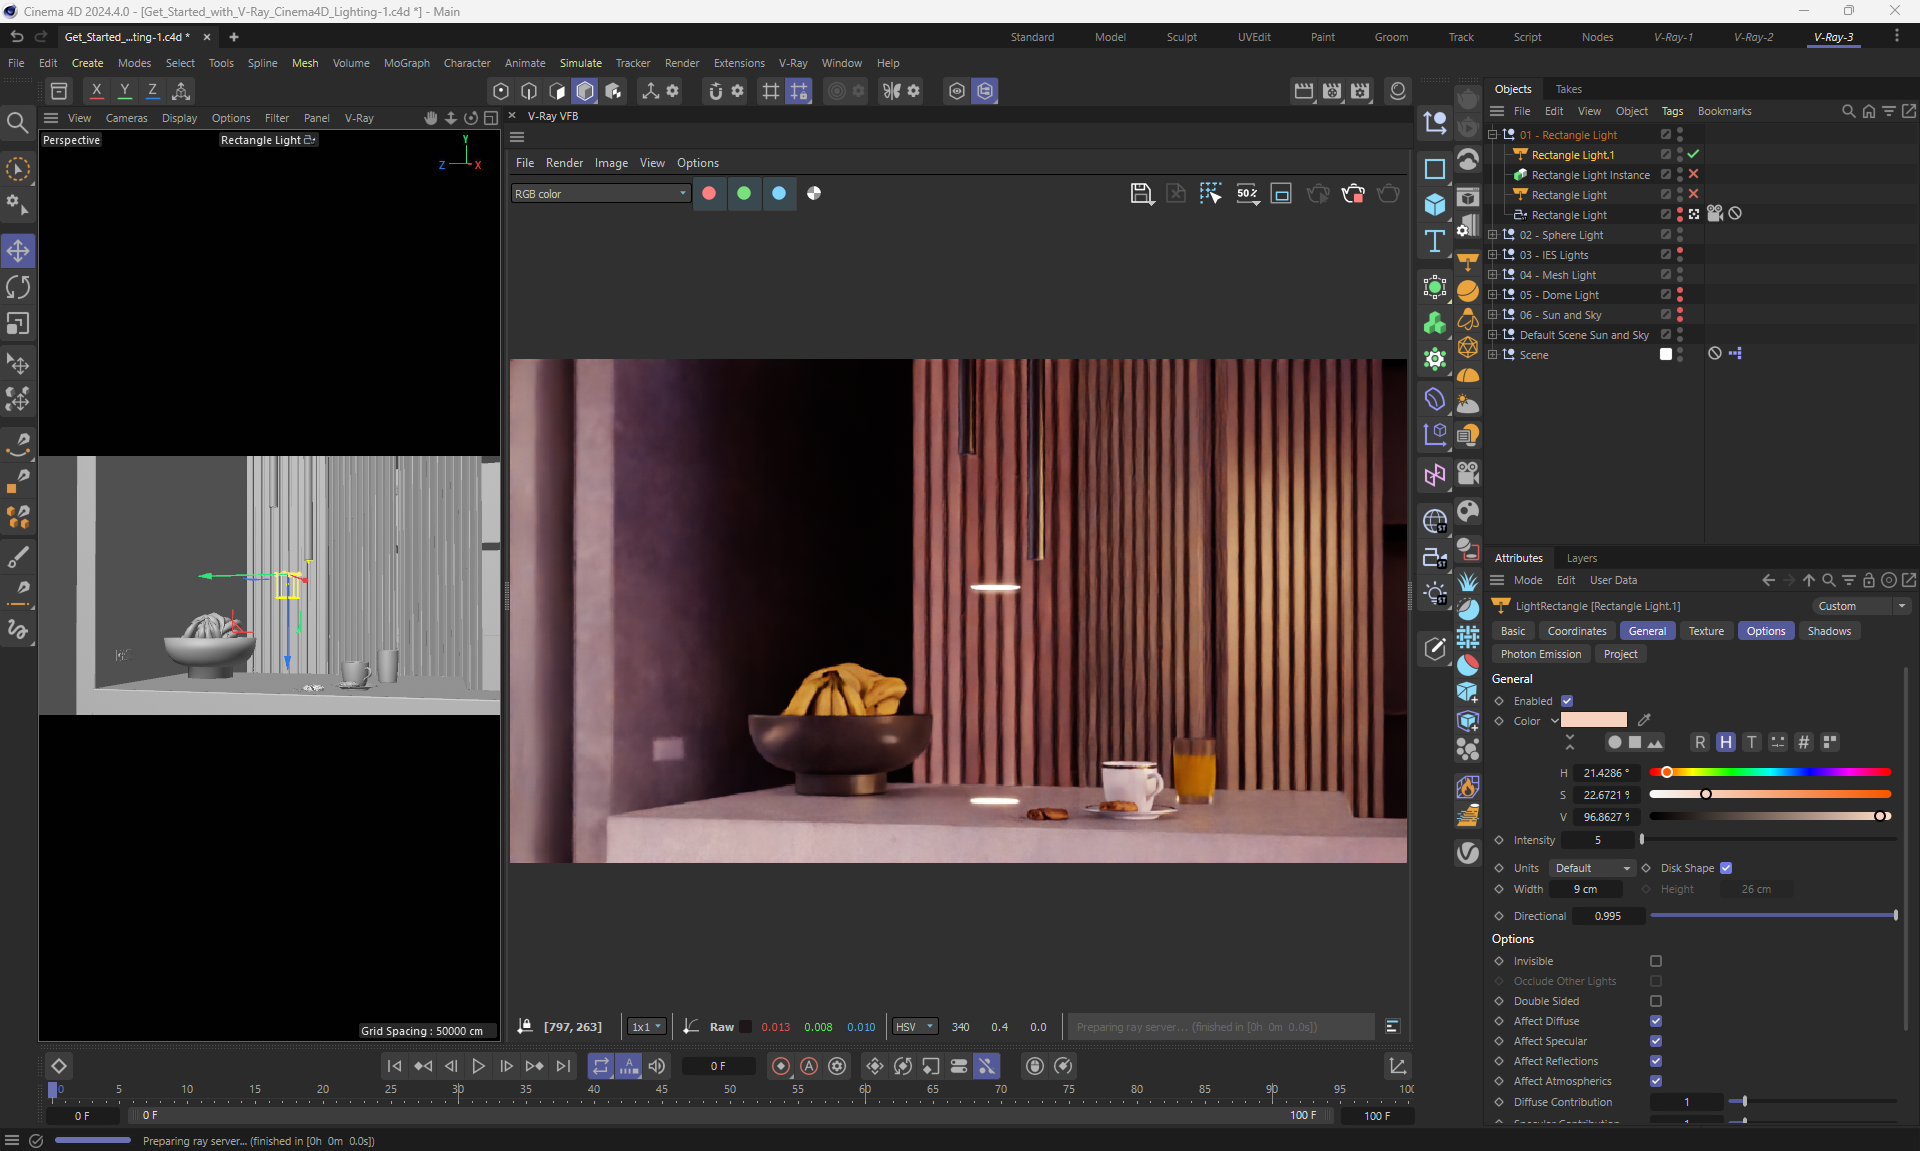 Cinema 4D 2024.4.0 - [Get_Started_with_V-Ray_Cinema4D_Lighting-1.c4d *] - Main
Get_Started_...ting-1.c4d *
Standard Model Sculpt UVEdit Paint Groom Track Script Nodes V-Ray-1 V-Ray-2 V-Ray-3
File Edit Create Modes Select Tools Spline Mesh Volume MoGraph Character Animate Simulate Tracker Render Extensions V-Ray Window Help
X Y Z
View Cameras Display Options Filter Panel V-Ray
Perspective
Rectangle Light
Y
Z X
Grid Spacing : 50000 cm
V-Ray VFB
File Render Image View Options
RGB color
50%
[797, 263]
1x1
Raw 0.013 0.008 0.010
HSV 340 0.4 0.0
Preparing ray server... (finished in [0h 0m 0.0s])
Objects Takes
File Edit View Object Tags Bookmarks
01 - Rectangle Light
Rectangle Light.1
Rectangle Light Instance
Rectangle Light
Rectangle Light
02 - Sphere Light
03 - IES Lights
04 - Mesh Light
05 - Dome Light
06 - Sun and Sky
Default Scene Sun and Sky
Scene
Attributes Layers
Mode Edit User Data
LightRectangle [Rectangle Light.1]
Custom
Basic Coordinates General Texture Options Shadows
Photon Emission Project
General
Enabled
Color
R H T #
H 21.4286 °
S 22.6721 %
V 96.8627 %
Intensity 5
Units Default Disk Shape
Width 9 cm Height 26 cm
Directional 0.995
Options
Invisible
Occlude Other Lights
Double Sided
Affect Diffuse
Affect Specular
Affect Reflections
Affect Atmospherics
Diffuse Contribution 1
Specular Contribution 1
0 F
0 5 10 15 20 25 30 35 40 45 50 55 60 65 70 75 80 85 90 95 100
0 F 0 F 100 F 100 F
Preparing ray server... (finished in [0h 0m 0.0s])